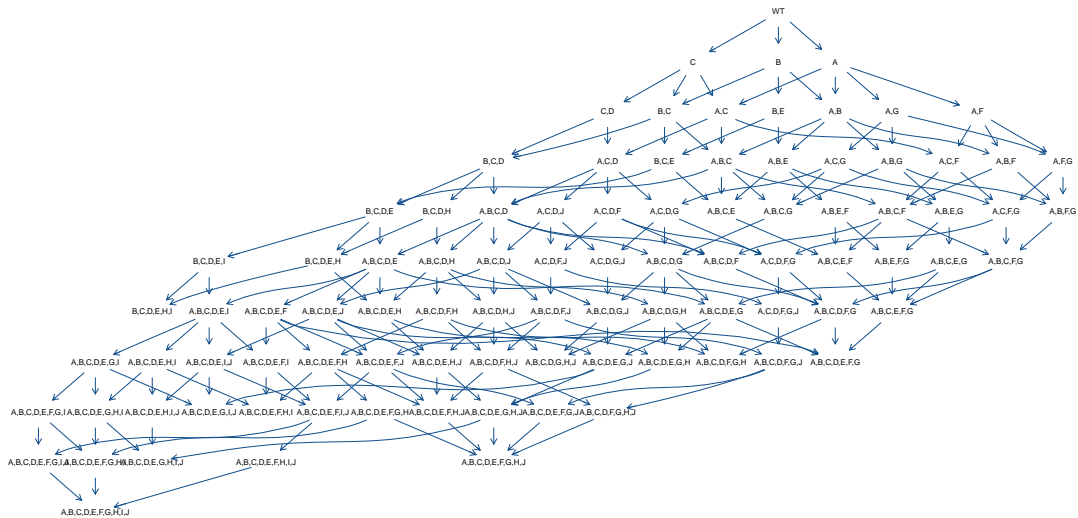 WT
C B A
C,D B,C A,C B,E A,B A,G A,F
B,C,D A,C,D B,C,E A,B,C A,B,E A,C,G A,B,G A,C,F A,B,F A,F,G
B,C,D,E B,C,D,H A,B,C,D A,C,D,J A,C,D,F A,C,D,G A,B,C,E A,B,C,G A,B,E,F A,B,C,F A,B,E,G A,C,F,G A,B,F,G
B,C,D,E,I B,C,D,E,H A,B,C,D,E A,B,C,D,H A,B,C,D,J A,C,D,F,J A,C,D,G,J A,B,C,D,G A,B,C,D,F A,C,D,F,G A,B,C,E,F A,B,E,F,G A,B,C,E,G A,B,C,F,G
B,C,D,E,H,I A,B,C,D,E,I A,B,C,D,E,F A,B,C,D,E,J A,B,C,D,E,H A,B,C,D,F,H A,B,C,D,H,J A,B,C,D,F,J A,B,C,D,G,J A,B,C,D,G,H A,B,C,D,E,G A,C,D,F,G,J A,B,C,D,F,G A,B,C,E,F,G
A,B,C,D,E,G,I A,B,C,D,E,H,I A,B,C,D,E,I,J A,B,C,D,E,F,I A,B,C,D,E,F,H A,B,C,D,E,F,J A,B,C,D,E,H,J A,B,C,D,F,H,J A,B,C,D,G,H,J A,B,C,D,E,G,J A,B,C,D,E,G,H A,B,C,D,F,G,H A,B,C,D,F,G,J A,B,C,D,E,F,G
A,B,C,D,E,F,G,I A,B,C,D,E,G,H,I A,B,C,D,E,H,I,J A,B,C,D,E,G,I,J A,B,C,D,E,F,H,I A,B,C,D,E,F,I,J A,B,C,D,E,F,G,H A,B,C,D,E,F,H,J A,B,C,D,E,G,H,J A,B,C,D,E,F,G,J A,B,C,D,F,G,H,J
A,B,C,D,E,F,G,I,J A,B,C,D,E,F,G,H,I A,B,C,D,E,G,H,I,J A,B,C,D,E,F,H,I,J A,B,C,D,E,F,G,H,J
A,B,C,D,E,F,G,H,I,J